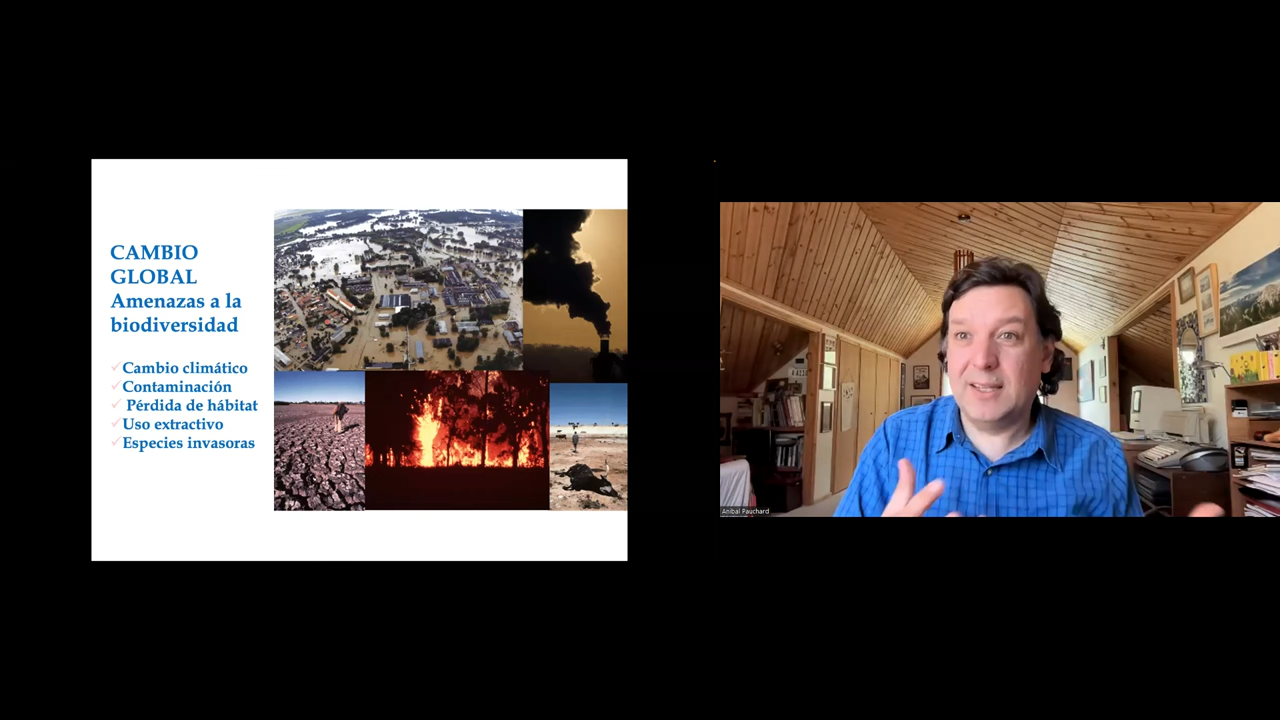 CAMBIO
GLOBAL
Amenazas a la
biodiversidad
Cambio climático
Contaminación
Pérdida de hábitat
Uso extractivo
Especies invasoras
Anibal Pauchard